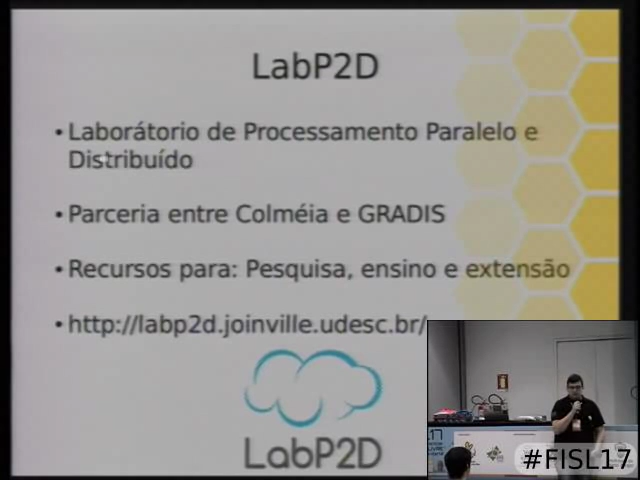 LabP2D
• Laborátorio de Processamento Paralelo e
Distribuído
• Parceria entre Colméia e GRADIS
• Recursos para: Pesquisa, ensino e extensão
• http://labp2d.joinville.udesc.br/
LabP2D
#FISL17